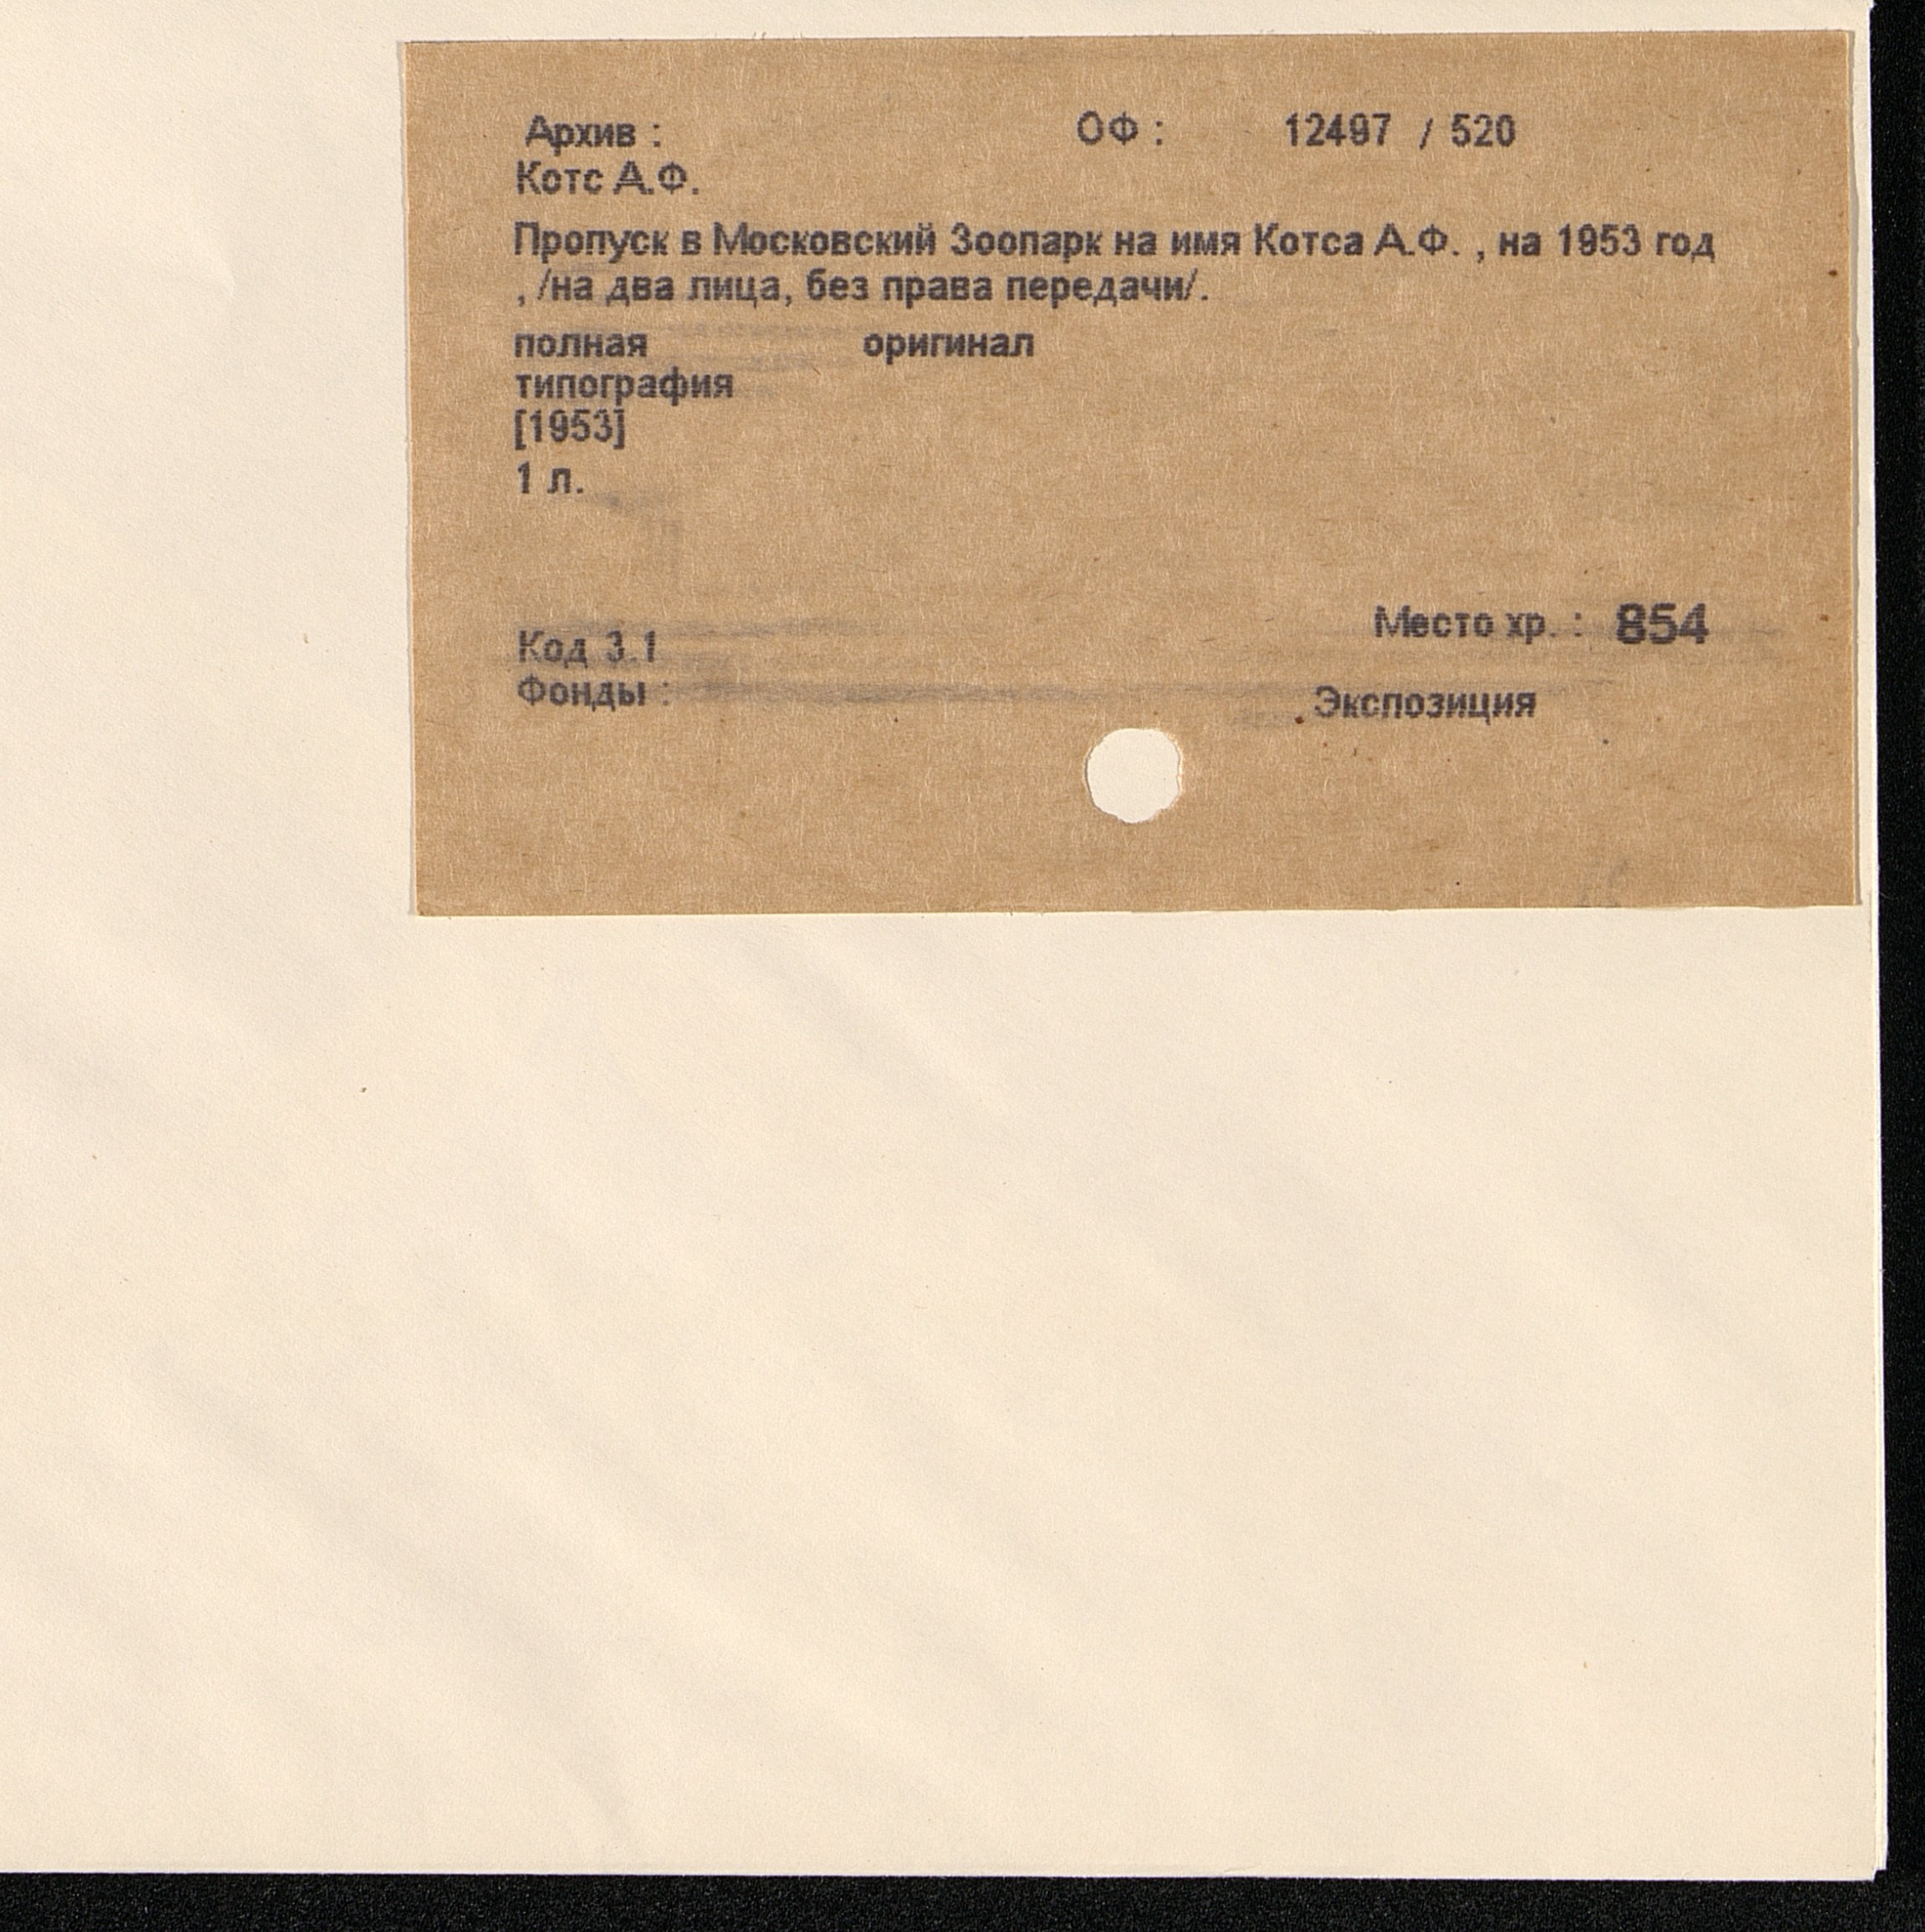 Архив : ОФ : 12497 / 520
Котс А.Ф.
Пропуск в Московский Зоопарк на имя Котса А.Ф. , на 1953 год
, /на два лица, без права передачи/.
полная оригинал
типография
[1953]
1 л.
Место хр. : 854
Код 3.1
Фонды : Экспозиция